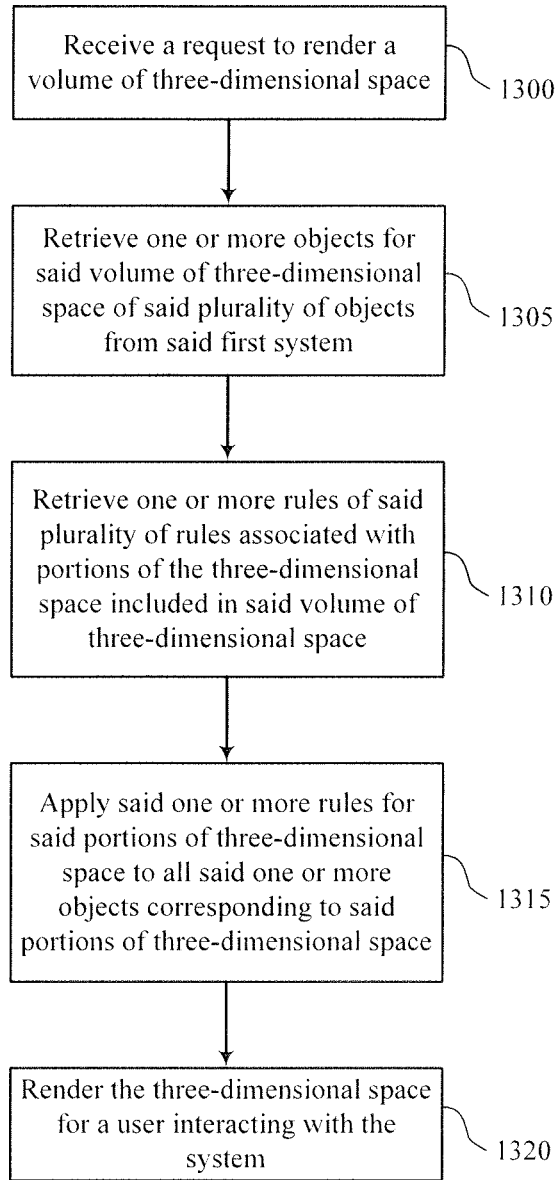 Receive a request to render a
volume of three-dimensional space
1300
Retrieve one or more objects for
said volume of three-dimensional
space of said plurality of objects
from said first system
1305
Retrieve one or more rules of said
plurality of rules associated with
portions of the three-dimensional
space included in said volume of
three-dimensional space
1310
Apply said one or more rules for
said portions of three-dimensional
space to all said one or more
objects corresponding to said
portions of three-dimensional space
1315
Render the three-dimensional space
for a user interacting with the
system
1320